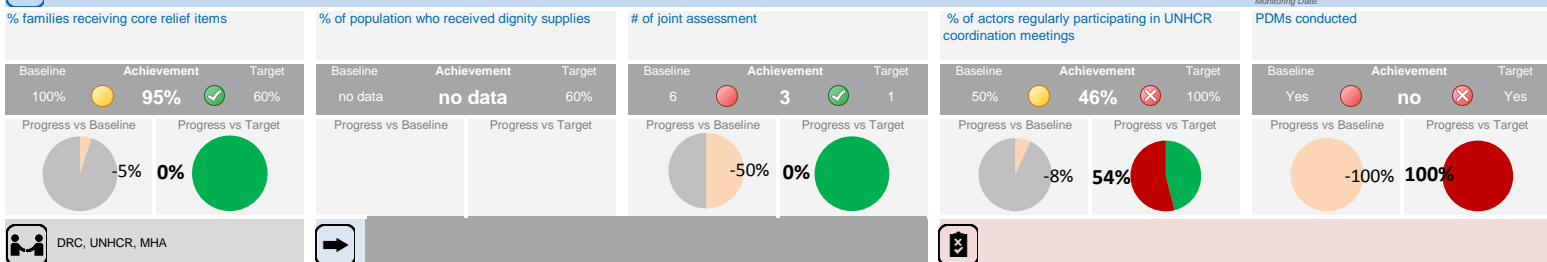 Monitoring Date:
% families receiving core relief items
Baseline Achievement Target
100% 95% 60%
Progress vs Baseline Progress vs Target
-5% 0%
% of population who received dignity supplies
Baseline Achievement Target
no data no data 60%
Progress vs Baseline Progress vs Target
# of joint assessment
Baseline Achievement Target
6 3 1
Progress vs Baseline Progress vs Target
-50% 0%
% of actors regularly participating in UNHCR
coordination meetings
Baseline Achievement Target
50% 46% 100%
Progress vs Baseline Progress vs Target
-8% 54%
PDMs conducted
Baseline Achievement Target
Yes no Yes
Progress vs Baseline Progress vs Target
-100% 100%
DRC, UNHCR, MHA